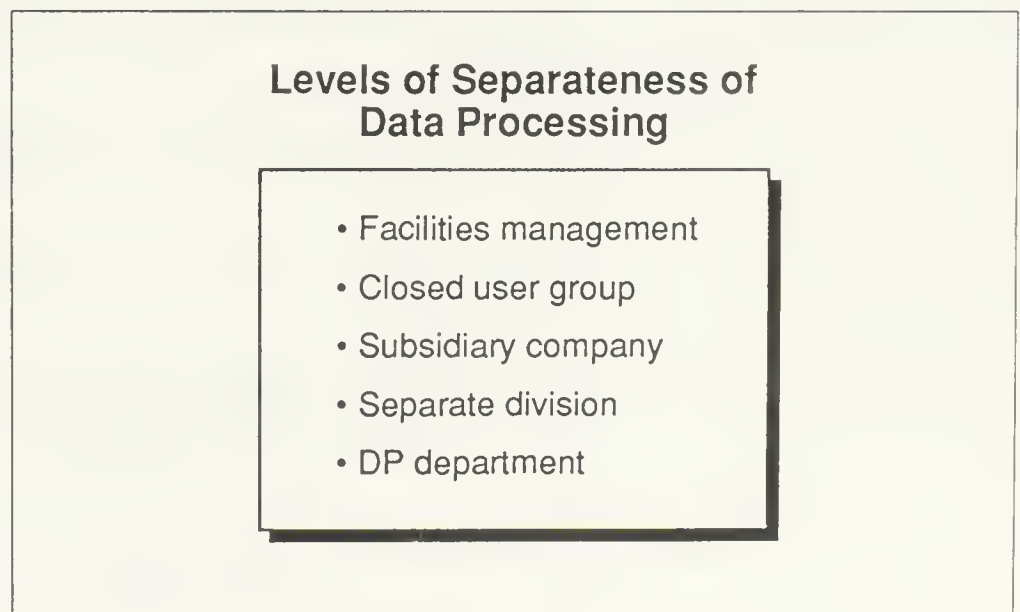 Levels of Separateness of
Data Processing
• Facilities management
• Closed user group
• Subsidiary company
• Separate division
• DP department